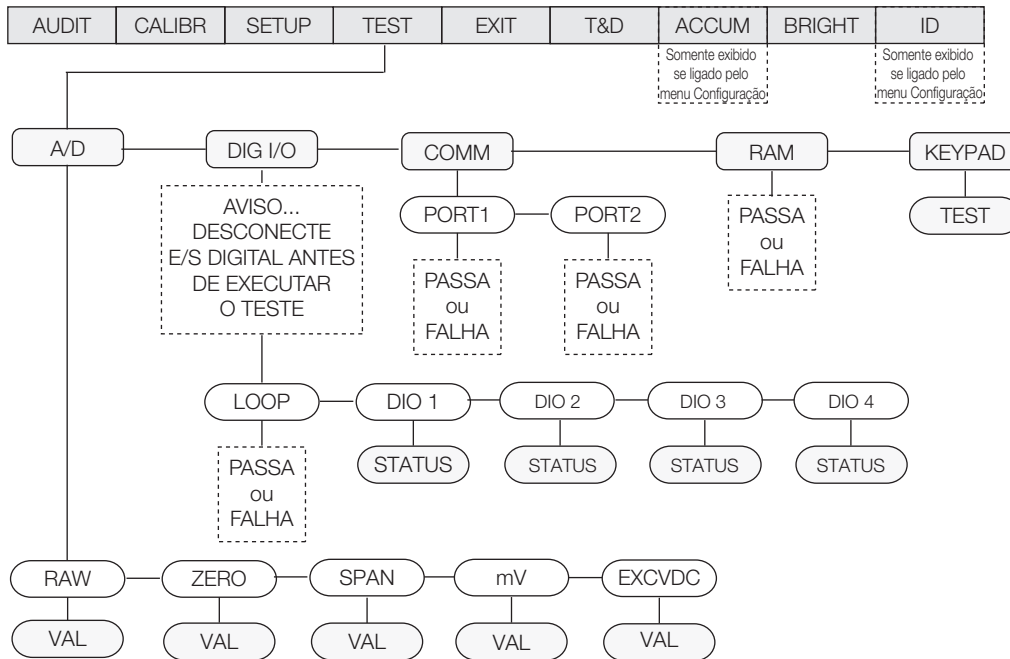 AUDIT CALIBR SETUP TEST EXIT T&D ACCUM BRIGHT ID
Somente exibido
se ligado pelo
menu Configuração
Somente exibido
se ligado pelo
menu Configuração
A/D DIG I/O COMM RAM KEYPAD
AVISO...
DESCONECTE
E/S DIGITAL ANTES
DE EXECUTAR
O TESTE
PORT1 PORT2
PASSA
ou
FALHA
PASSA
ou
FALHA
PASSA
ou
FALHA
TEST
LOOP DIO 1 DIO 2 DIO 3 DIO 4
PASSA
ou
FALHA
STATUS STATUS STATUS STATUS
RAW ZERO SPAN mV EXCVDC
VAL VAL VAL VAL VAL